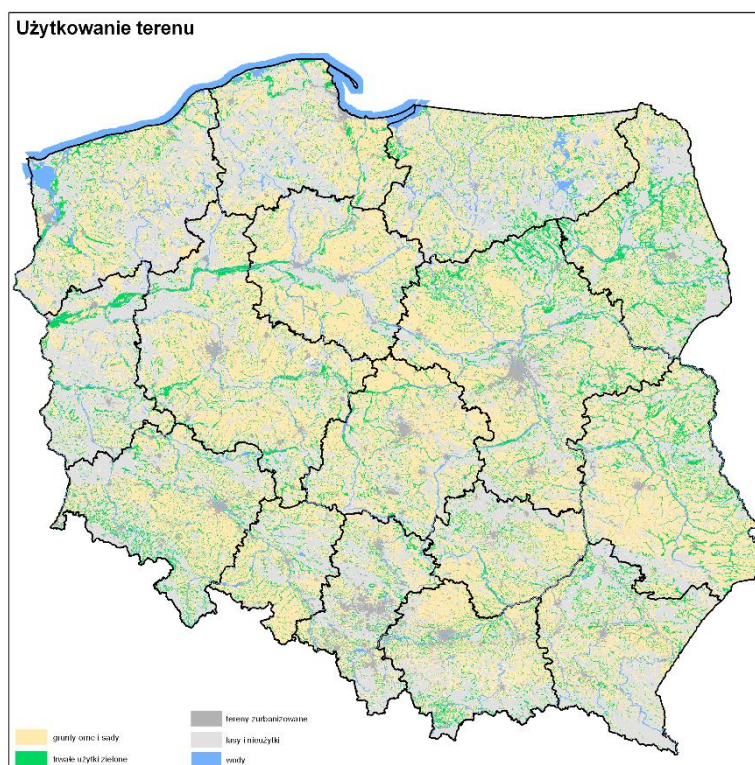 Użytkowanie terenu
tereny zurbanizowane
grunty orne i sady
lasy i nieużytki
trwałe użytki zielone
wody